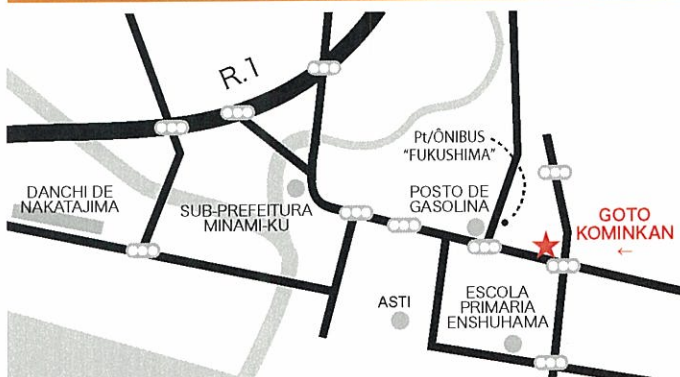 R.1
Pt/ÔNIBUS
"FUKUSHIMA"
DANCHI DE
NAKATAJIMA
SUB-PREFEITURA
MINAMI-KU
POSTO DE
GASOLINA
GOTO
KOMINKAN
←
ASTI
ESCOLA
PRIMARIA
ENSHUHAMA